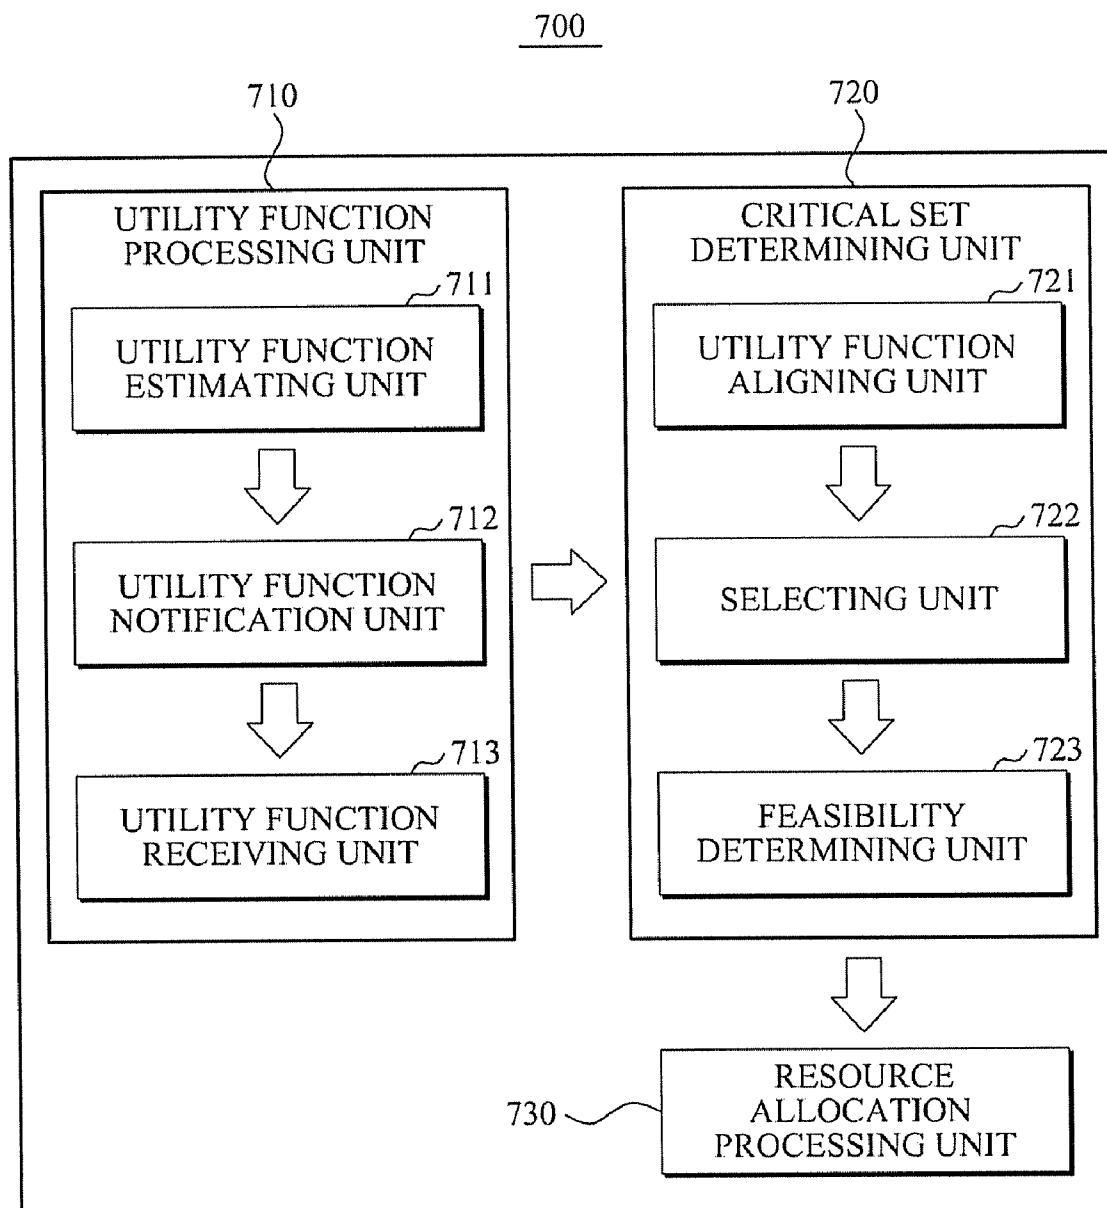 700
710
720
UTILITY FUNCTION
PROCESSING UNIT
711
UTILITY FUNCTION
ESTIMATING UNIT
712
UTILITY FUNCTION
NOTIFICATION UNIT
713
UTILITY FUNCTION
RECEIVING UNIT
CRITICAL SET
DETERMINING UNIT
721
UTILITY FUNCTION
ALIGNING UNIT
722
SELECTING UNIT
723
FEASIBILITY
DETERMINING UNIT
730
RESOURCE
ALLOCATION
PROCESSING UNIT